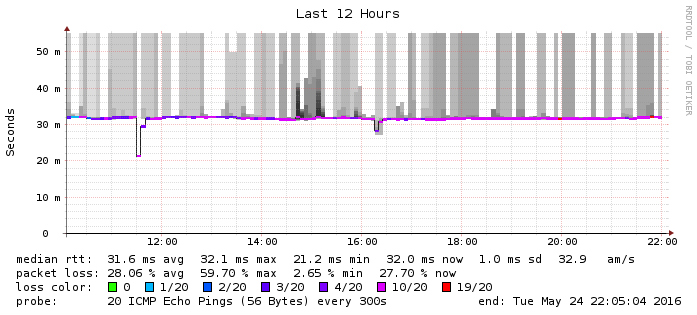 Last 12 Hours
RRDTOOL / TOBI OETIKER
Seconds
50 m
40 m
30 m
20 m
10 m
0
12:00 14:00 16:00 18:00 20:00 22:00
median rtt: 31.6 ms avg 32.1 ms max 21.2 ms min 32.0 ms now 1.0 ms sd 32.9 am/s
packet loss: 28.06 % avg 59.70 % max 2.65 % min 27.70 % now
loss color: 0 1/20 2/20 3/20 4/20 10/20 19/20
probe: 20 ICMP Echo Pings (56 Bytes) every 300s end: Tue May 24 22:05:04 2016